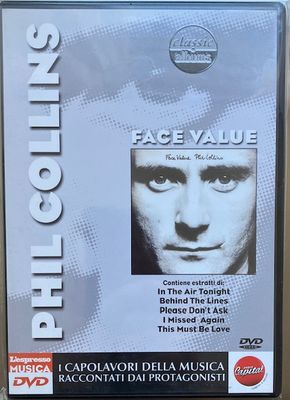 PHIL COLLINS
classic
albums
FACE VALUE
Face Value Phil Collins
Contiene estratti di:
In The Air Tonight
Behind The Lines
Please Don't Ask
I Missed Again
This Must Be Love
DVD
VIDEO
L'espresso
MUSICA
DVD
I CAPOLAVORI DELLA MUSICA
RACCONTATI DAI PROTAGONISTI
Capital